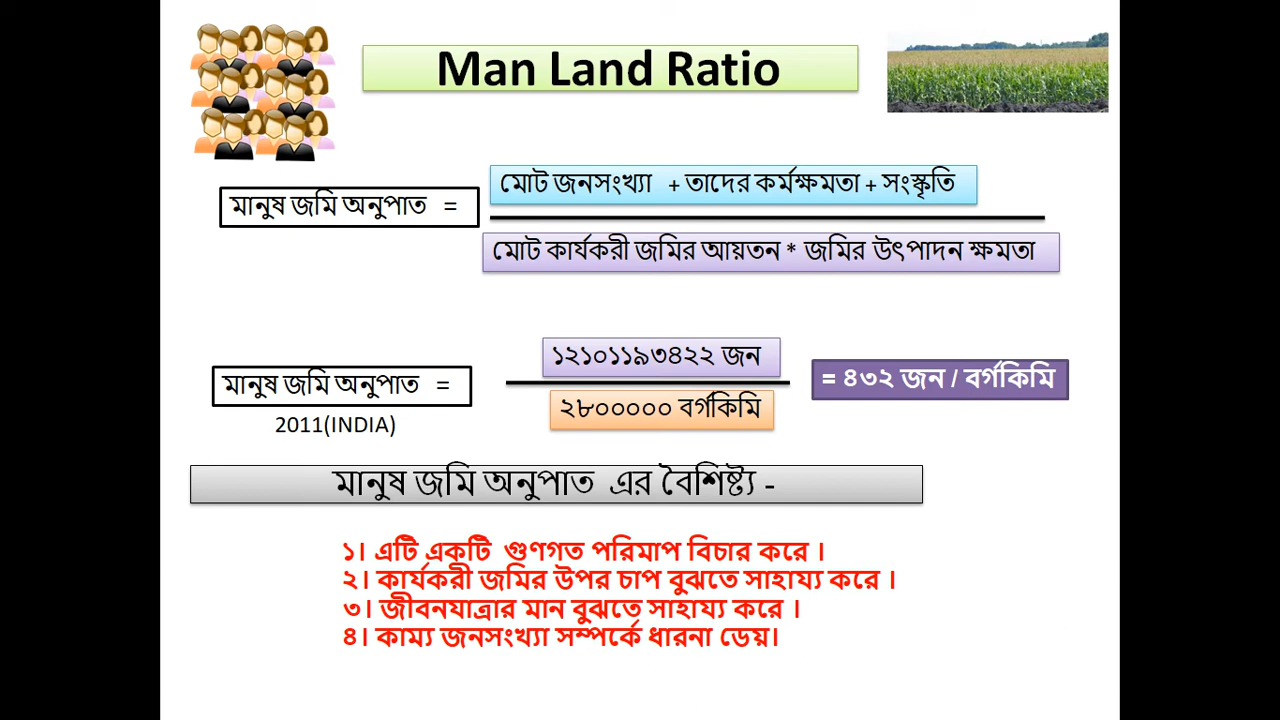 Man Land Ratio
মোট জনসংখ্যা + তাদের কর্মক্ষমতা + সংস্কৃতি
মানুষ জমি অনুপাত =
মোট কার্যকরী জমির আয়তন * জমির উৎপাদন ক্ষমতা
১২১০১১৯৩৪২২ জন
মানুষ জমি অনুপাত = = ৪৩২ জন / বর্গকিমি
২৮০০০০০ বর্গকিমি
2011(INDIA)
মানুষ জমি অনুপাত এর বৈশিষ্ট্য -
১। এটি একটি গুণগত পরিমাপ বিচার করে ।
২। কার্যকরী জমির উপর চাপ বুঝতে সাহায্য করে ।
৩। জীবনযাত্রার মান বুঝতে সাহায্য করে ।
৪। কাম্য জনসংখ্যা সম্পর্কে ধারনা ডেয়।